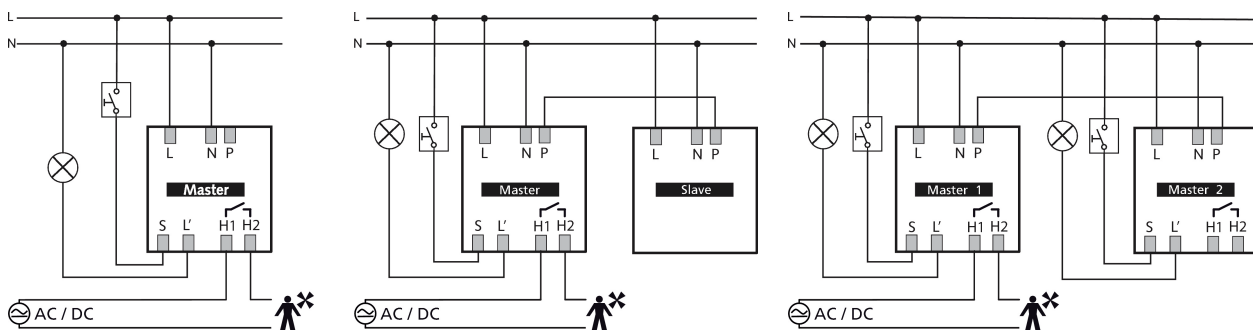 L
N
L N P
Master
S L' H1 H2
AC / DC
L N P
Master
S L' H1 H2
AC / DC
L N P
Slave
L
N
L N P
Master 1
S L' H1 H2
AC / DC
L N P
Master 2
S L' H1 H2